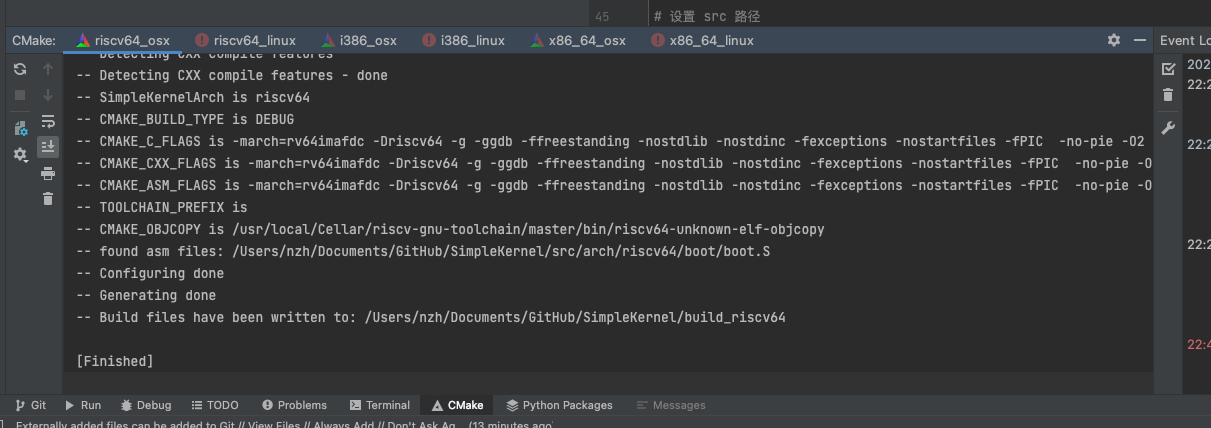 45 # 设置 src 路径
CMake: riscv64_osx riscv64_linux i386_osx i386_linux x86_64_osx x86_64_linux Event Lo
-- Detecting CXX compile features
-- Detecting CXX compile features - done
-- SimpleKernelArch is riscv64
-- CMAKE_BUILD_TYPE is DEBUG
-- CMAKE_C_FLAGS is -march=rv64imafdc -Driscv64 -g -ggdb -ffreestanding -nostdlib -nostdinc -fexceptions -nostartfiles -fPIC  -no-pie -O2
-- CMAKE_CXX_FLAGS is -march=rv64imafdc -Driscv64 -g -ggdb -ffreestanding -nostdlib -nostdinc -fexceptions -nostartfiles -fPIC  -no-pie -O
-- CMAKE_ASM_FLAGS is -march=rv64imafdc -Driscv64 -g -ggdb -ffreestanding -nostdlib -nostdinc -fexceptions -nostartfiles -fPIC  -no-pie -O
-- TOOLCHAIN_PREFIX is
-- CMAKE_OBJCOPY is /usr/local/Cellar/riscv-gnu-toolchain/master/bin/riscv64-unknown-elf-objcopy
-- found asm files: /Users/nzh/Documents/GitHub/SimpleKernel/src/arch/riscv64/boot/boot.S
-- Configuring done
-- Generating done
-- Build files have been written to: /Users/nzh/Documents/GitHub/SimpleKernel/build_riscv64
[Finished]
202
22:2
22:2
22:2
22:4
Git Run Debug TODO Problems Terminal CMake Python Packages Messages
Externally added files can be added to Git // View Files // Always Add // Don't Ask Ag... (13 minutes ago)